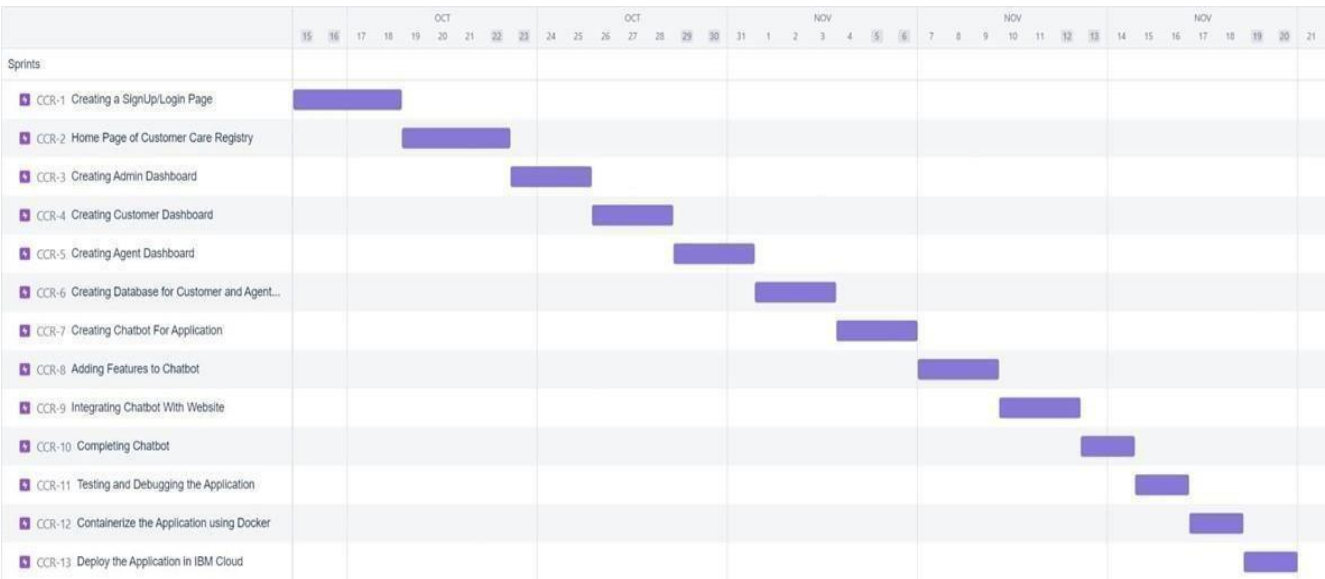 OCT OCT NOV NOV NOV
15 16 17 18 19 20 21 22 23 24 25 26 27 28 29 30 31 1 2 3 4 5 6 7 8 9 10 11 12 13 14 15 16 17 18 19 20 21
Sprints
CCR-1 Creating a SignUp/Login Page
CCR-2 Home Page of Customer Care Registry
CCR-3 Creating Admin Dashboard
CCR-4 Creating Customer Dashboard
CCR-5 Creating Agent Dashboard
CCR-6 Creating Database for Customer and Agent...
CCR-7 Creating Chatbot For Application
CCR-8 Adding Features to Chatbot
CCR-9 Integrating Chatbot With Website
CCR-10 Completing Chatbot
CCR-11 Testing and Debugging the Application
CCR-12 Containerize the Application using Docker
CCR-13 Deploy the Application in IBM Cloud